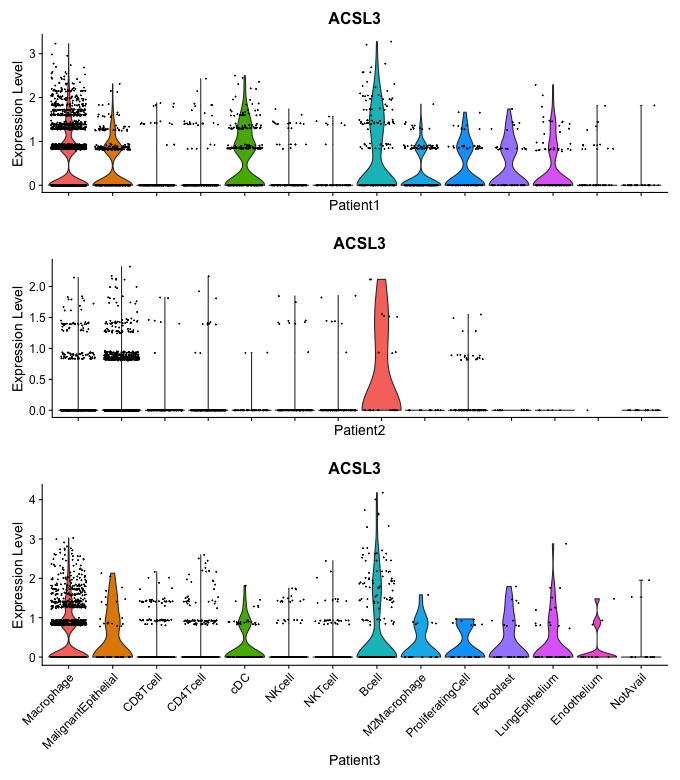 ACSL3
Expression Level
3
2
1
0
Patient1
ACSL3
Expression Level
2.0
1.5
1.0
0.5
0.0
Patient2
ACSL3
Expression Level
4
3
2
1
0
Macrophage
MalignantEpithelial
CD8Tcell
CD4Tcell
cDC
NKcell
NKTcell
Bcell
M2Macrophage
ProliferatingCell
Fibroblast
LungEpithelium
Endothelium
NotAvail
Patient3